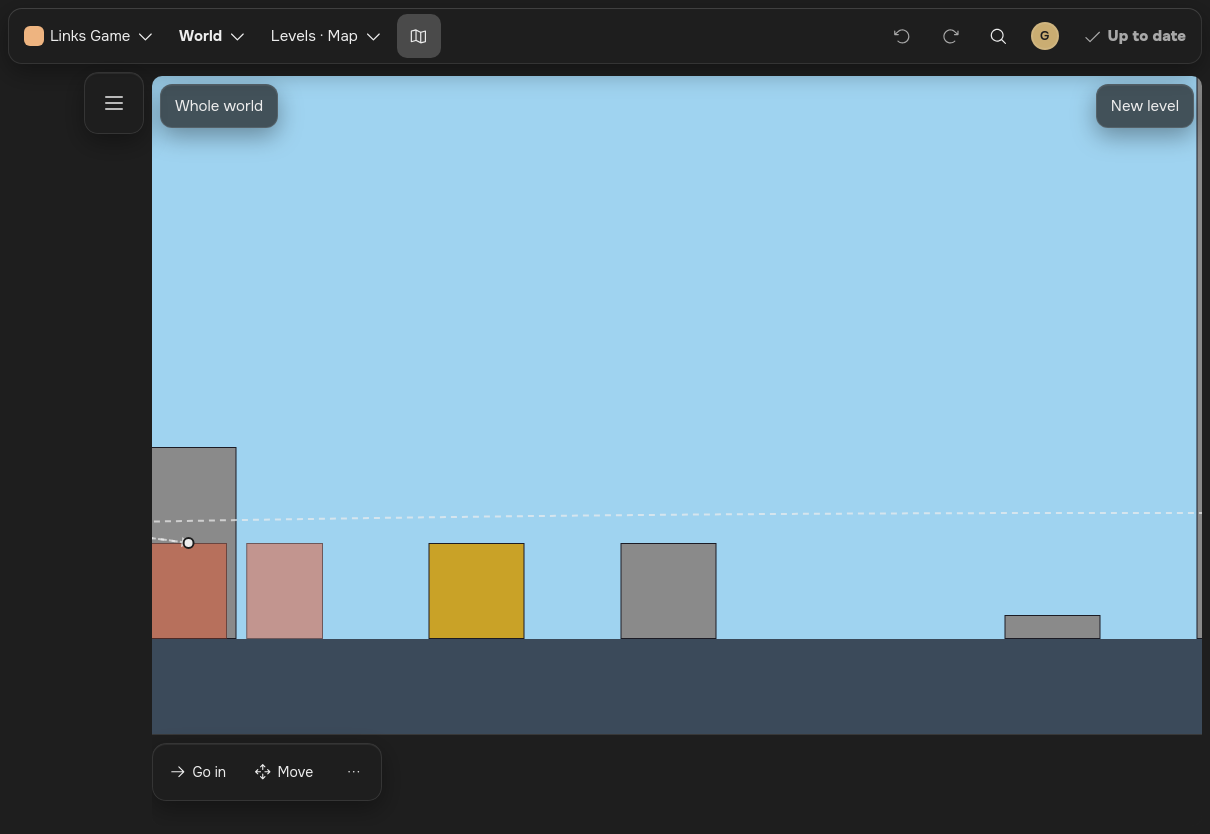 Links Game
World
Levels · Map
G
Up to date
Whole world
New level
Go in
Move
···